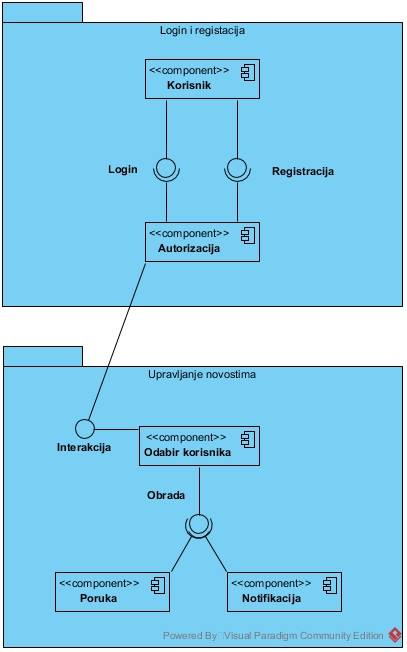 Login i registacija
<<component>>
Korisnik
Login
Registracija
<<component>>
Autorizacija
Upravljanje novostima
Interakcija
<<component>>
Odabir korisnika
Obrada
<<component>>
Poruka
<<component>>
Notifikacija
Powered By Visual Paradigm Community Edition